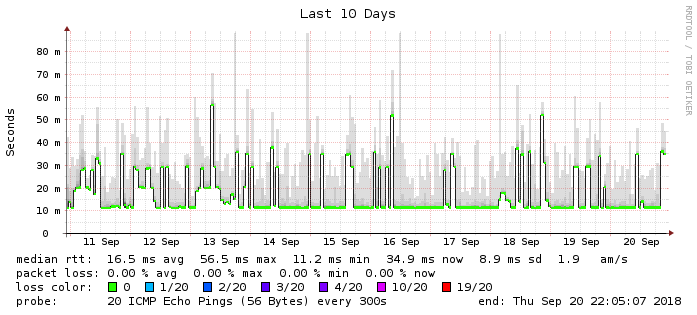 Last 10 Days
RRDTOOL / TOBI OETIKER
Seconds
80 m
70 m
60 m
50 m
40 m
30 m
20 m
10 m
0
11 Sep 12 Sep 13 Sep 14 Sep 15 Sep 16 Sep 17 Sep 18 Sep 19 Sep 20 Sep
median rtt: 16.5 ms avg 56.5 ms max 11.2 ms min 34.9 ms now 8.9 ms sd 1.9 am/s
packet loss: 0.00 % avg 0.00 % max 0.00 % min 0.00 % now
loss color: 0 1/20 2/20 3/20 4/20 10/20 19/20
probe: 20 ICMP Echo Pings (56 Bytes) every 300s end: Thu Sep 20 22:05:07 2018